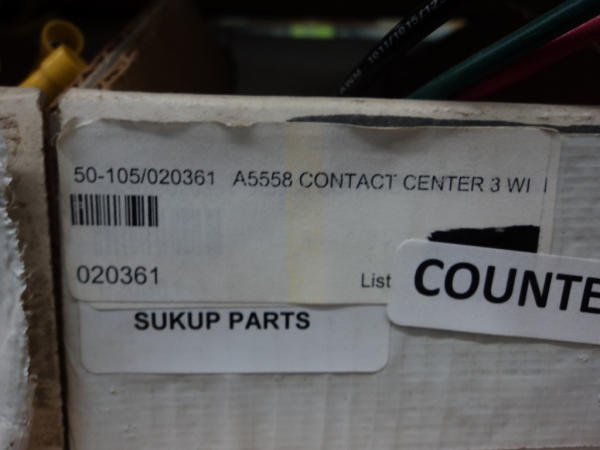 50-105/020361 A5558 CONTACT CENTER 3 WI
020361
List
COUNTE
SUKUP PARTS